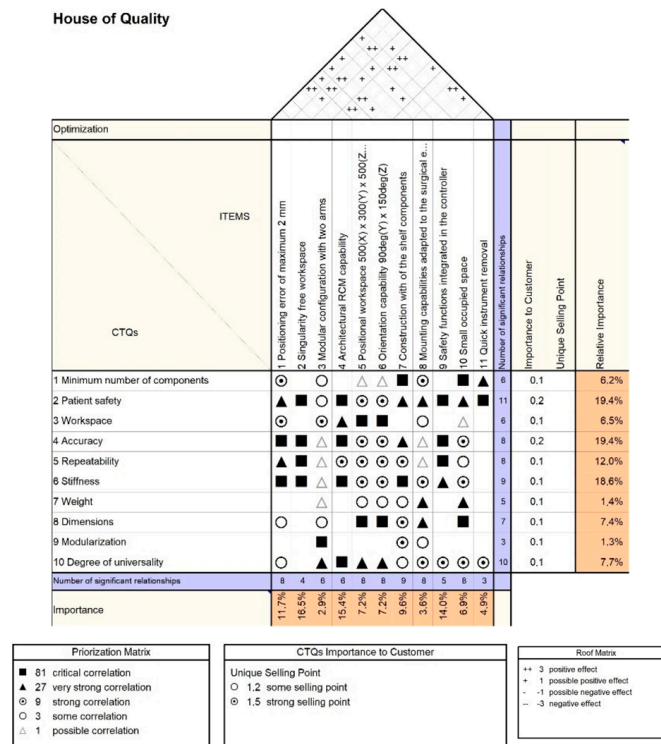 House of Quality
Optimization
ITEMS
CTQs
1 Positioning error of maximum 2 mm
2 Singularity free workspace
3 Modular configuration with two arms
4 Architectural RCM capability
5 Positional workspace 500(X) x 300(Y) x 500(Z...
6 Orientation capability 90deg(Y) x 150deg(Z)
7 Construction with of the shelf components
8 Mounting capabilities adapted to the surgical e...
9 Safety functions integrated in the controller
10 Small occupied space
11 Quick instrument removal
Number of significant relationships
Importance to Customer
Unique Selling Point
Relative Importance
1 Minimum number of components 6 0.1 6.2%
2 Patient safety 11 0.2 19.4%
3 Workspace 6 0.1 6.5%
4 Accuracy 8 0.2 19.4%
5 Repeatability 8 0.1 12.0%
6 Stiffness 9 0.1 18.6%
7 Weight 5 0.1 1,4%
8 Dimensions 7 0.1 7,4%
9 Modularization 3 0.1 1,3%
10 Degree of universality 10 0.1 7,7%
Number of significant relationships 8 4 6 6 8 8 9 8 5 8 3
Importance 11.7% 16.5% 2.9% 15.4% 7.2% 7.2% 9.6% 3.6% 14.0% 6.9% 4.9%
Priorization Matrix
81 critical correlation
27 very strong correlation
9 strong correlation
3 some correlation
1 possible correlation
CTQs Importance to Customer
Unique Selling Point
1,2 some selling point
1,5 strong selling point
Roof Matrix
++ 3 positive effect
+ 1 possible positive effect
- -1 possible negative effect
-- -3 negative effect